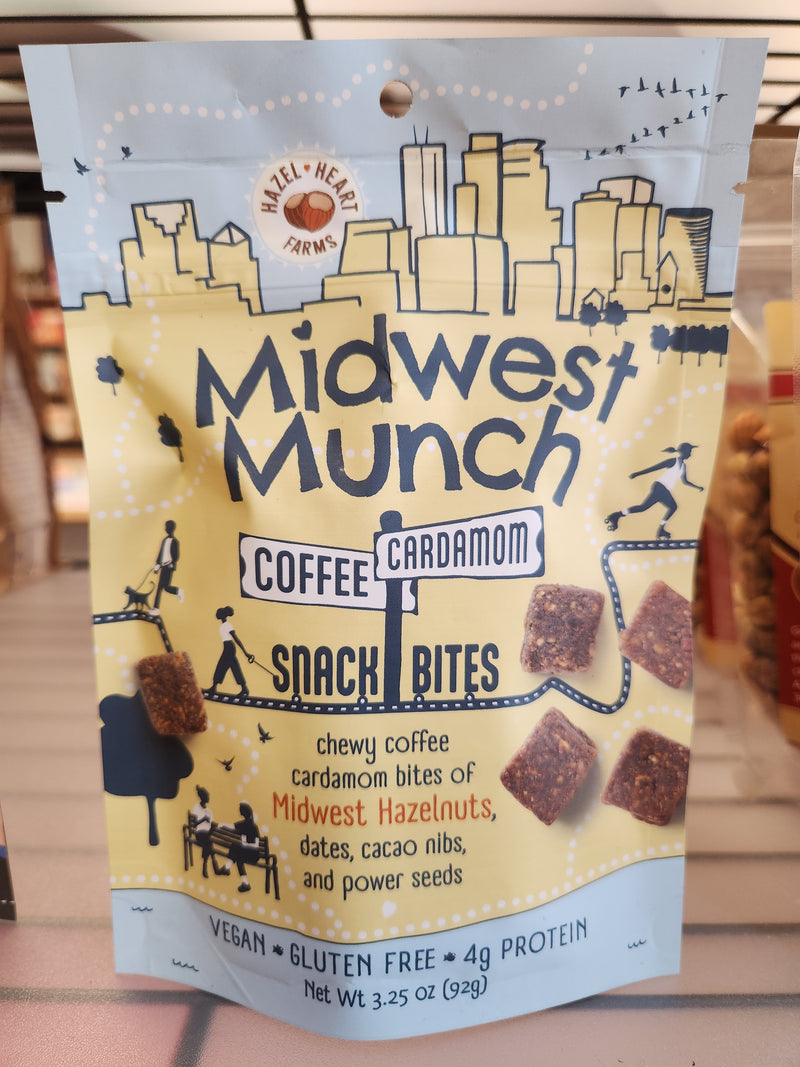 HAZEL HEART
FARMS
Midwest
Munch
COFFEE
CARDAMOM
SNACK BITES
chewy coffee
cardamom bites of
Midwest Hazelnuts,
dates, cacao nibs,
and power seeds
VEGAN * GLUTEN FREE * 4g PROTEIN
Net Wt 3.25 oz (92g)